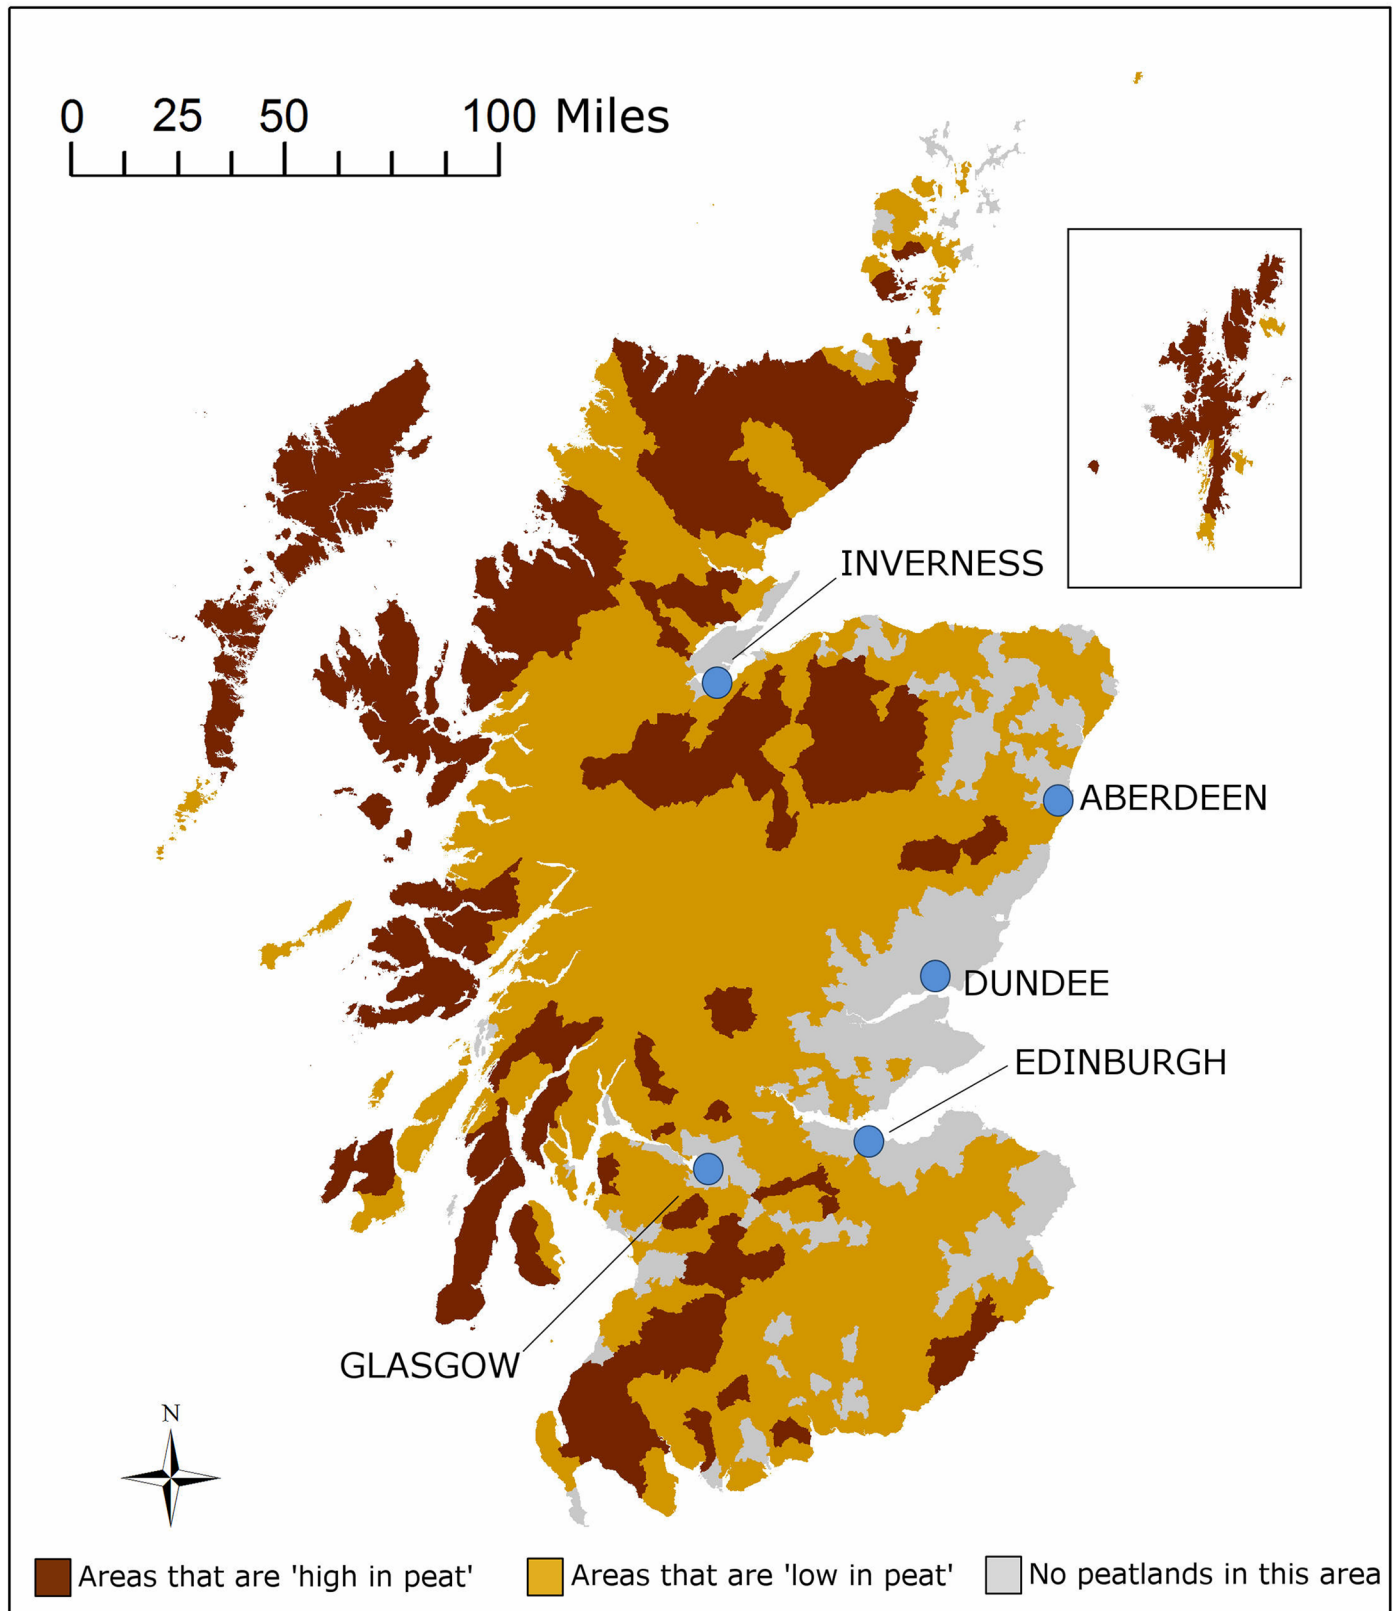 0 25 50 100 Miles
INVERNESS
ABERDEEN
DUNDEE
EDINBURGH
GLASGOW
N
Areas that are 'high in peat' Areas that are 'low in peat' No peatlands in this area